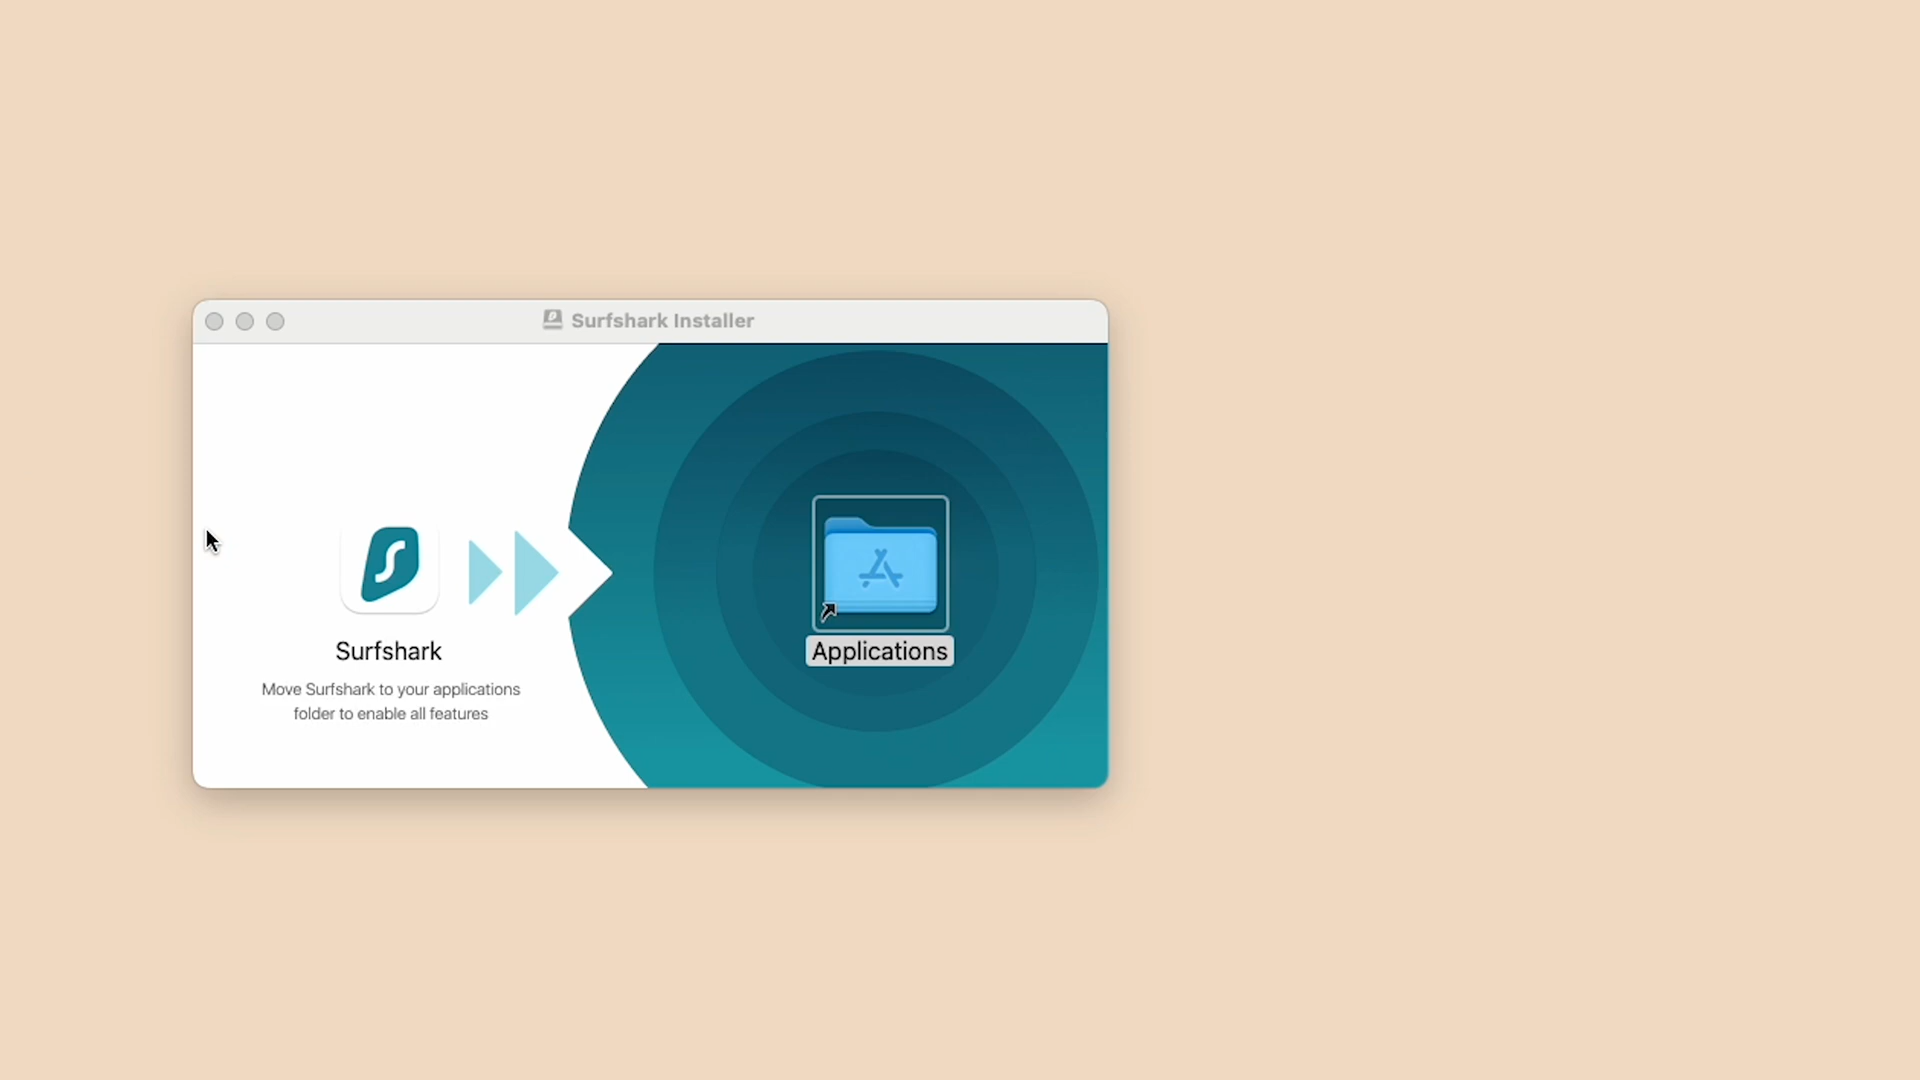 Surfshark Installer
Surfshark
Move Surfshark to your applications
folder to enable all features
Applications